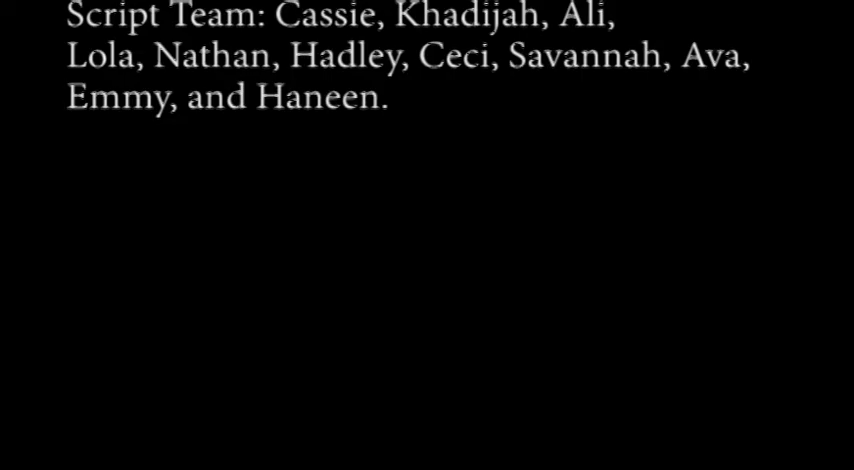 Script Team: Cassie, Khadijah, Ali,
Lola, Nathan, Hadley, Ceci, Savannah, Ava,
Emmy, and Haneen.